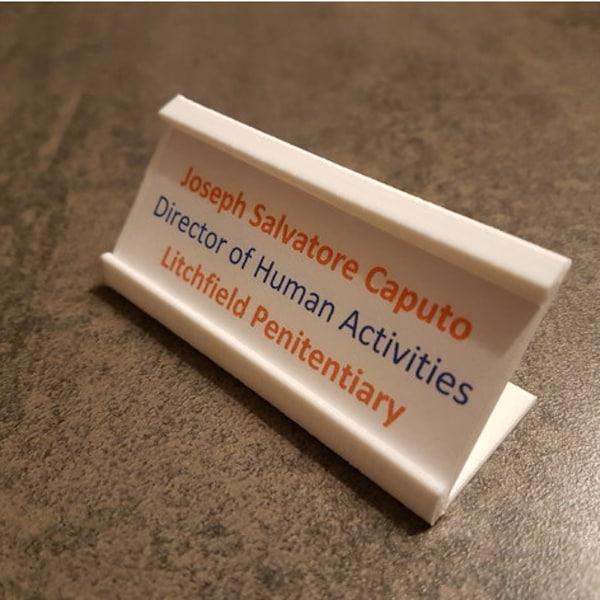 Joseph Salvatore Caputo
Director of Human Activities
Litchfield Penitentiary